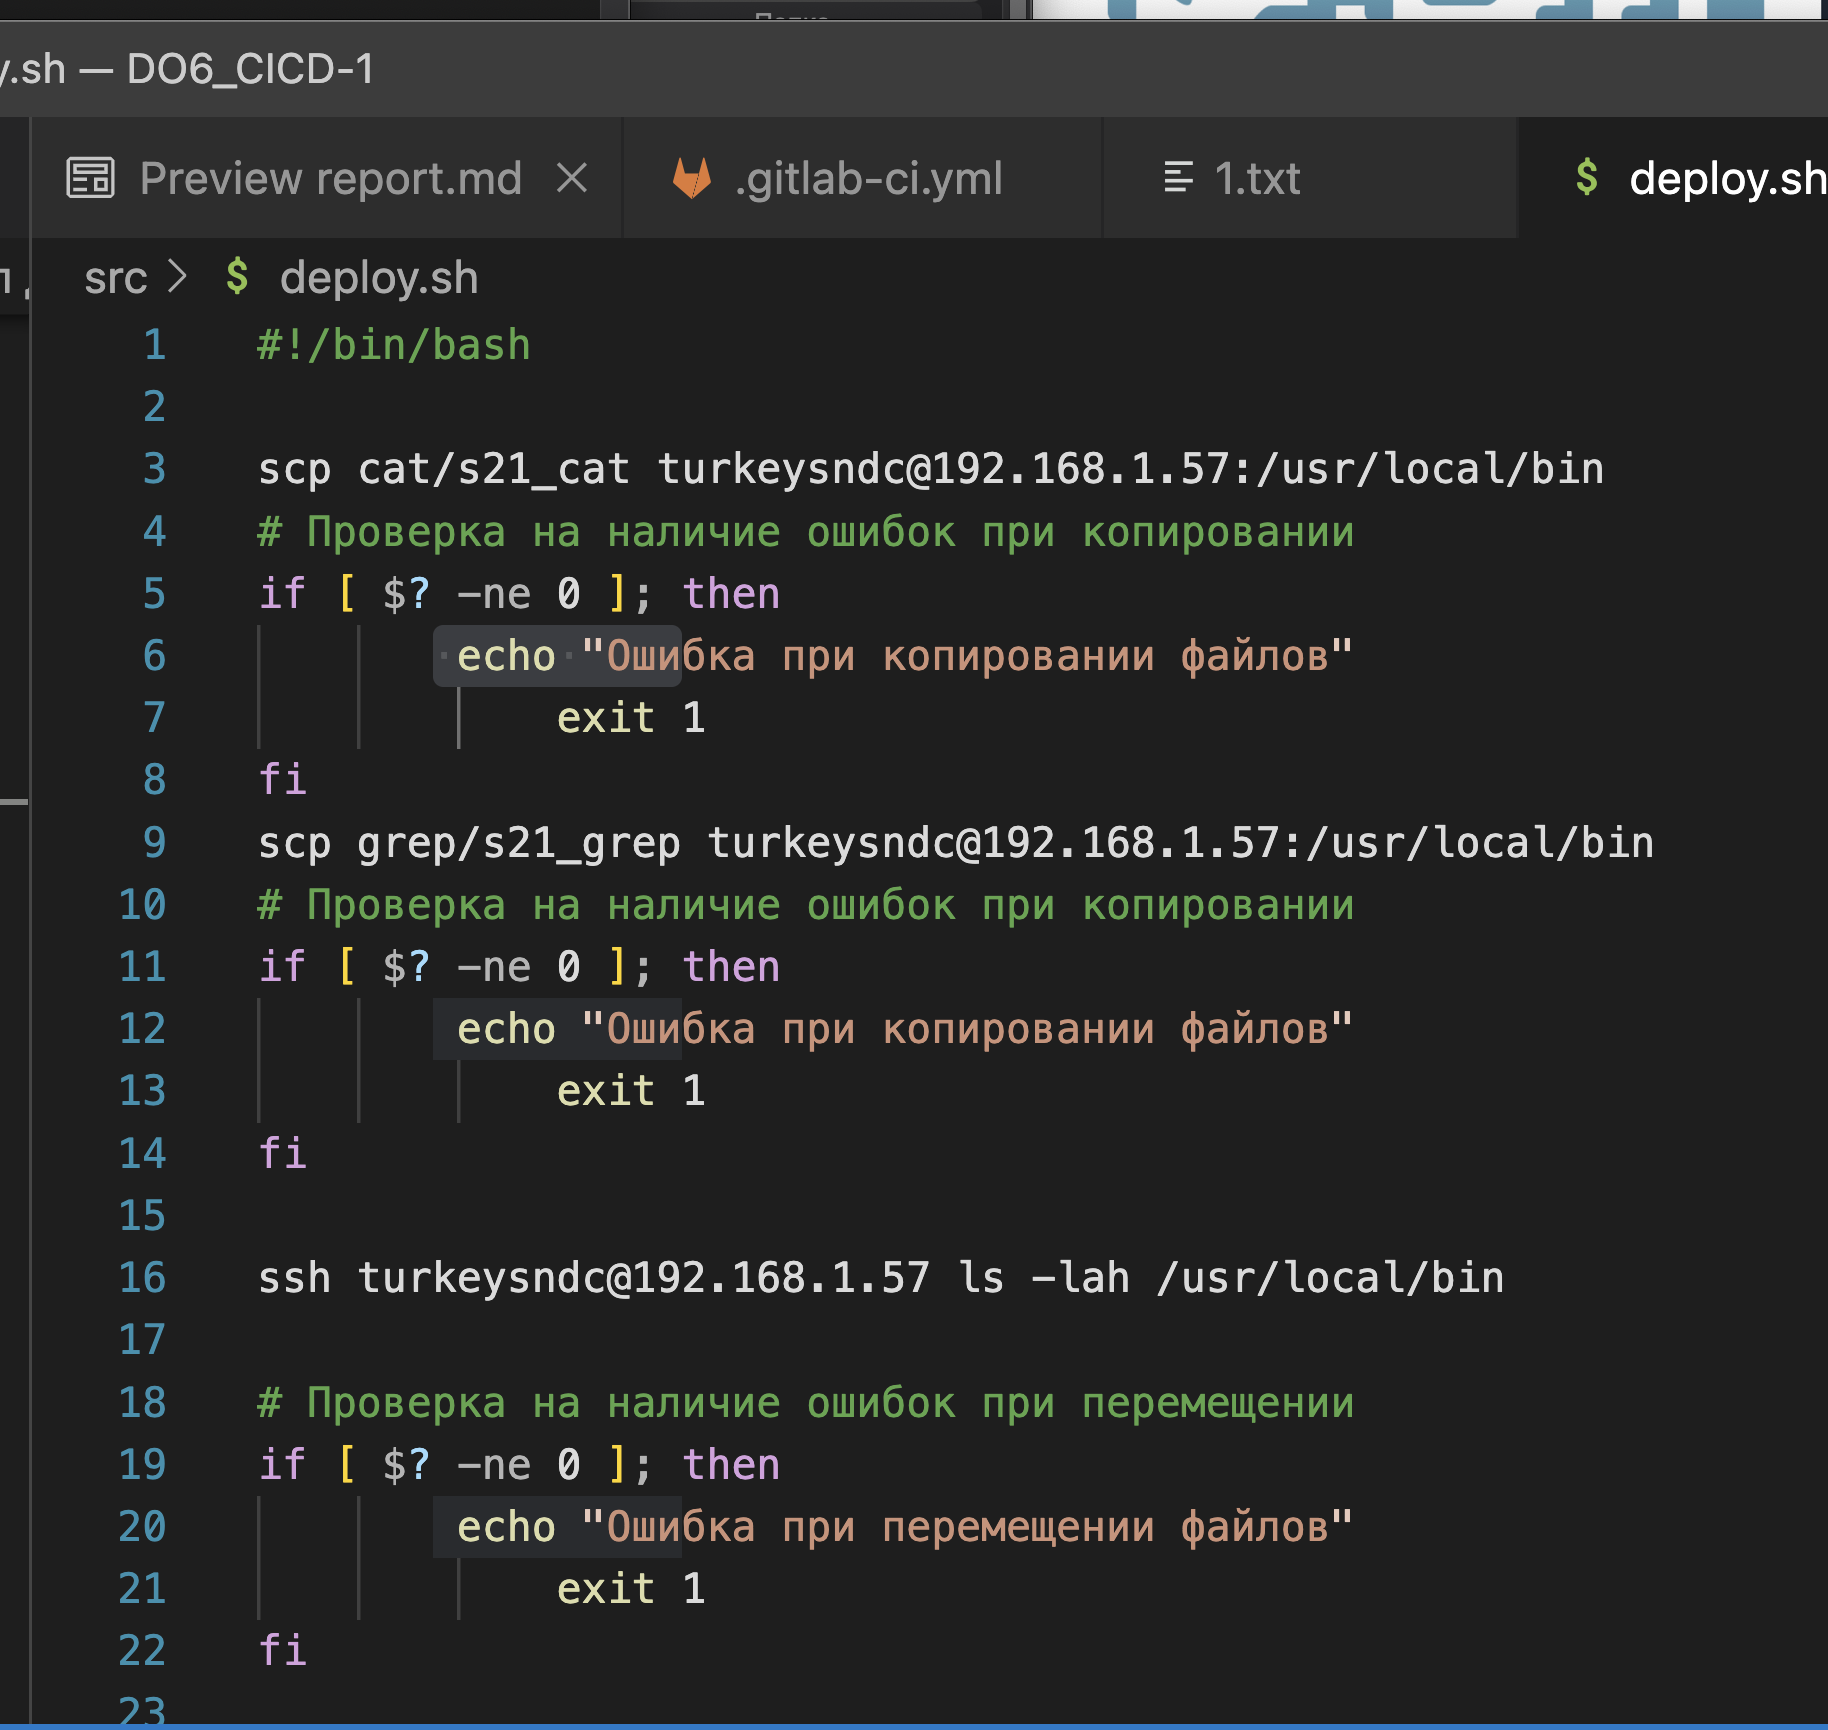 y.sh — DO6_CICD-1
Preview report.md
.gitlab-ci.yml
1.txt
$ deploy.sh
src > $ deploy.sh
1 #!/bin/bash
2
3 scp cat/s21_cat turkeysndc@192.168.1.57:/usr/local/bin
4 # Проверка на наличие ошибок при копировании
5 if [ $? -ne 0 ]; then
6 echo "Ошибка при копировании файлов"
7 exit 1
8 fi
9 scp grep/s21_grep turkeysndc@192.168.1.57:/usr/local/bin
10 # Проверка на наличие ошибок при копировании
11 if [ $? -ne 0 ]; then
12 echo "Ошибка при копировании файлов"
13 exit 1
14 fi
15
16 ssh turkeysndc@192.168.1.57 ls -lah /usr/local/bin
17
18 # Проверка на наличие ошибок при перемещении
19 if [ $? -ne 0 ]; then
20 echo "Ошибка при перемещении файлов"
21 exit 1
22 fi
23